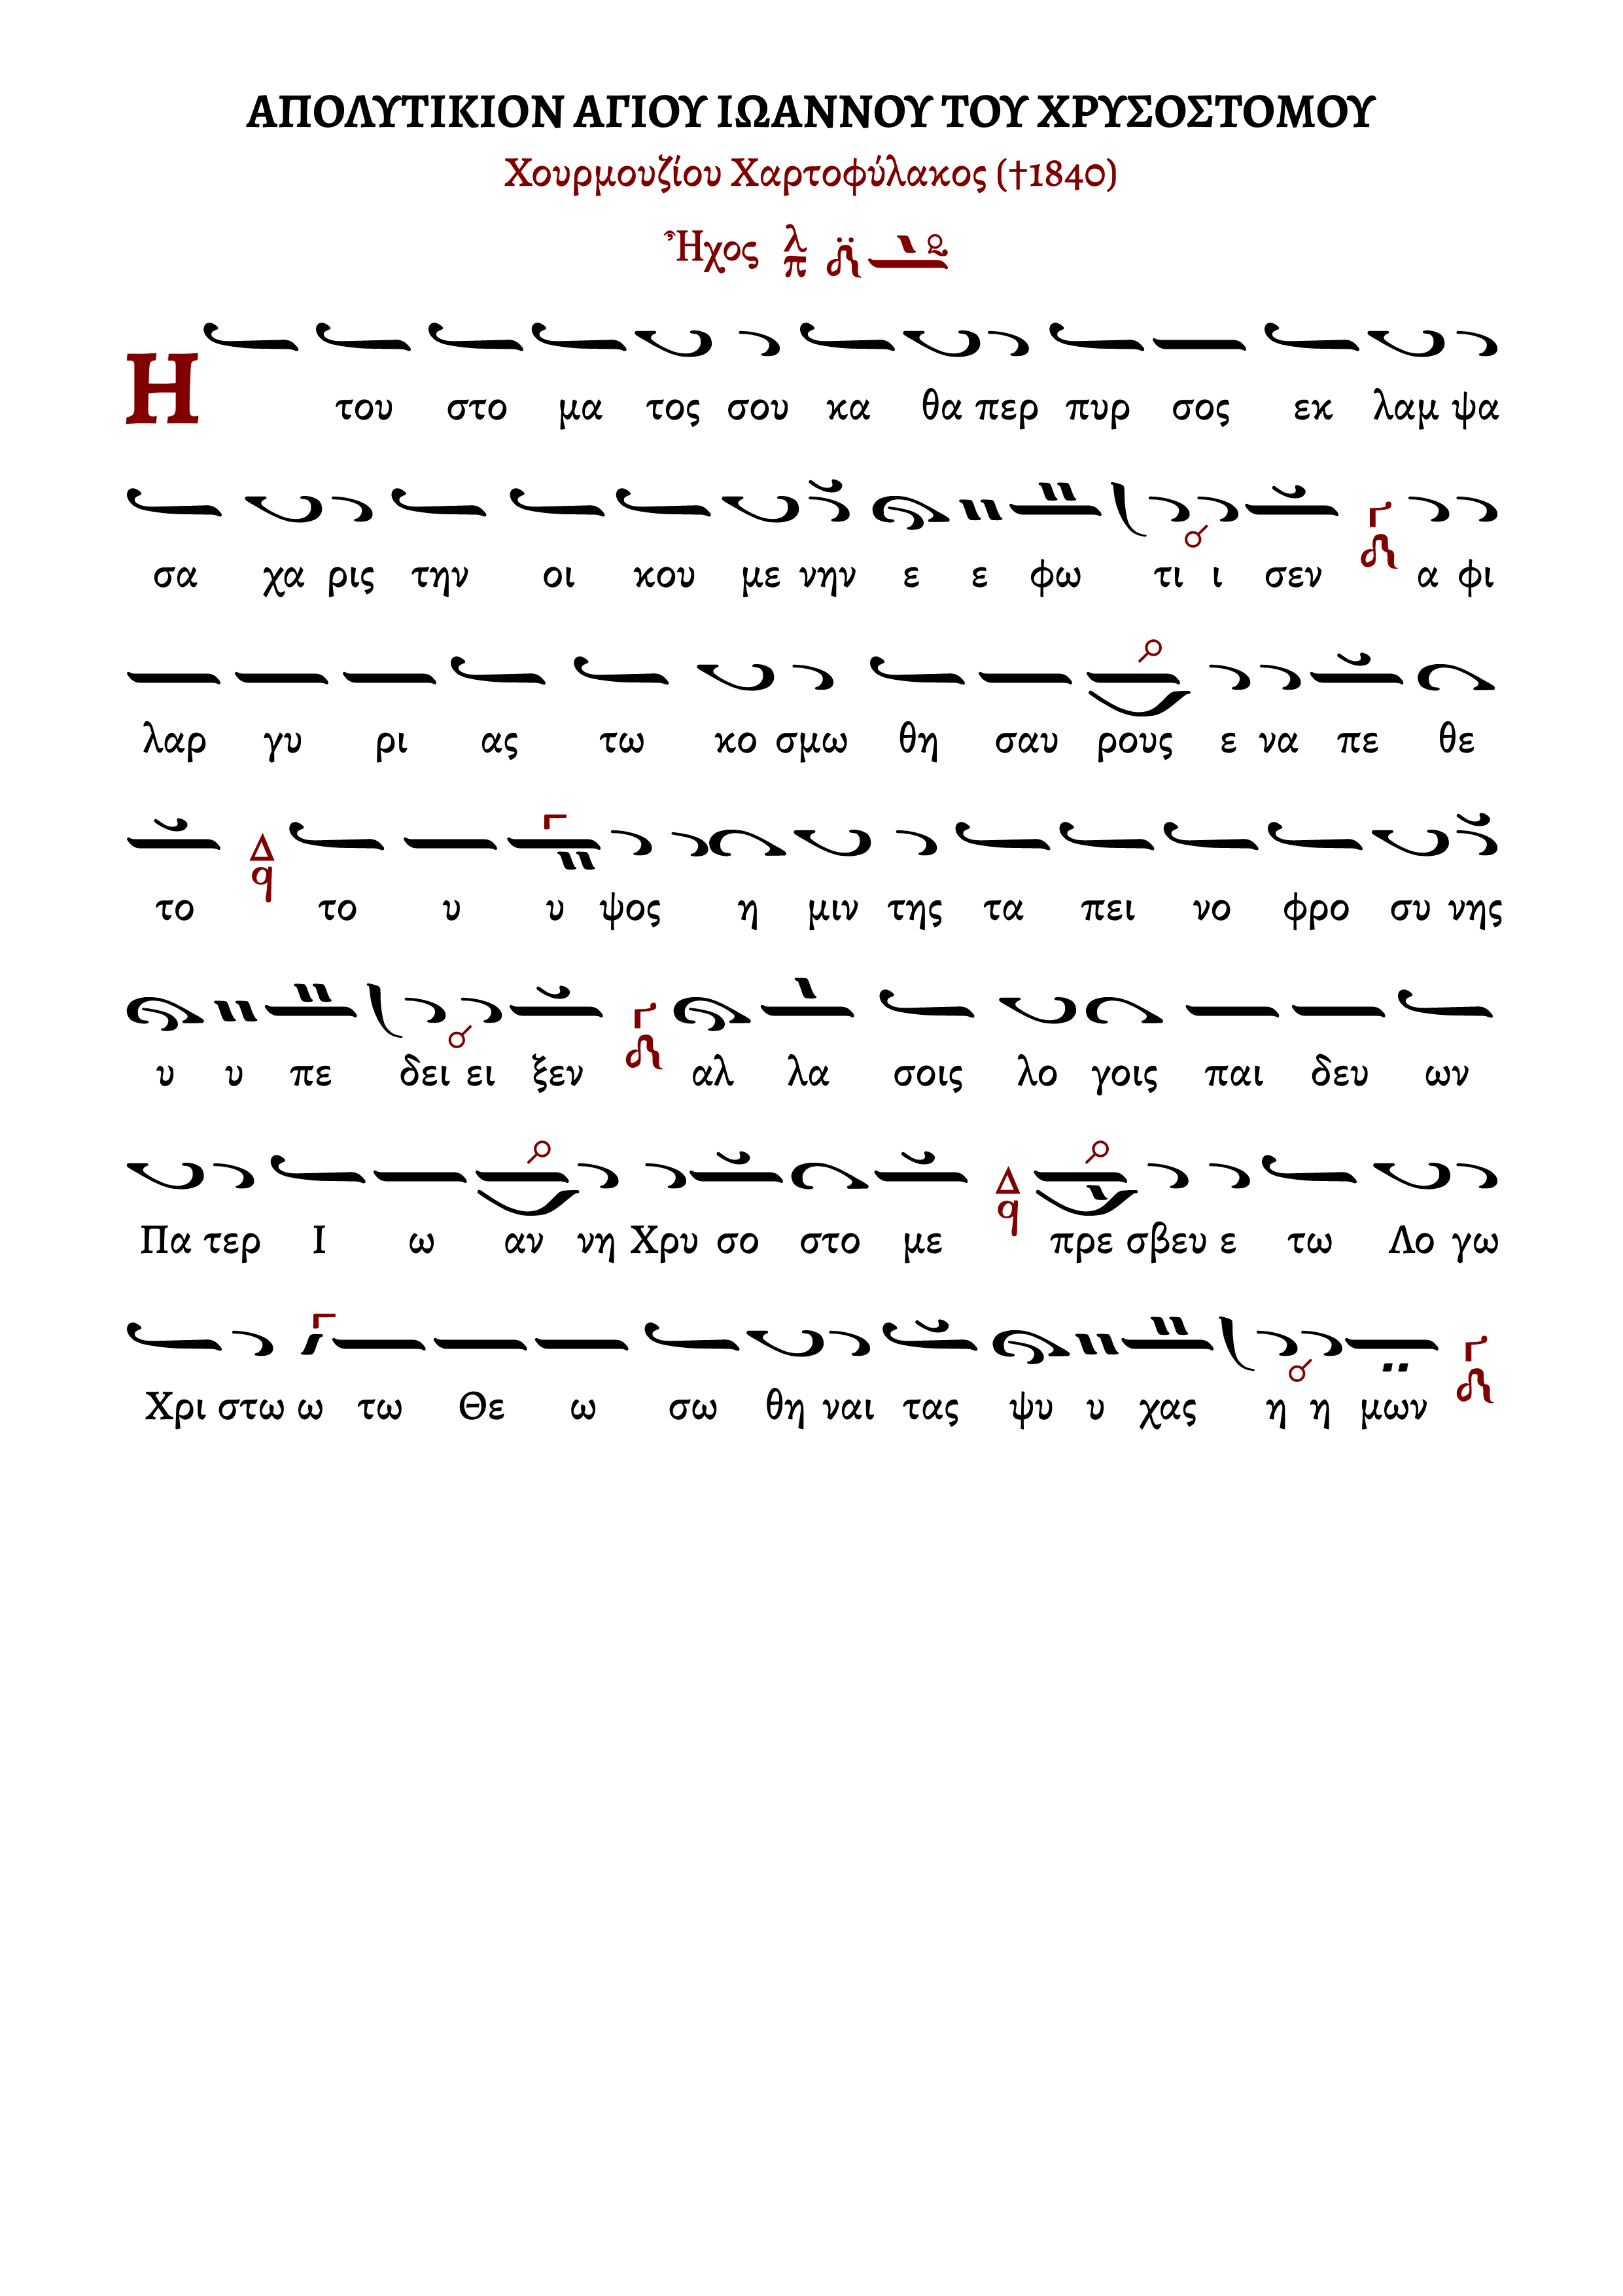 ΑΠΟΛΥΤΙΚΙΟΝ ΑΓΙΟΥ ΙΩΑΝΝΟΥ ΤΟΥ ΧΡΥΣΟΣΤΟΜΟΥ
Χουρμουζίου Χαρτοφύλακος (†1840)
Ἦχος λ π
Η του στο μα τος σου κα θα περ πυρ σος εκ λαμ ψα
σα χα ρις την οι κου με νην ε ε φω τι ι σεν α φι
λαρ γυ ρι ας τω κο σμω θη σαυ ρους ε να πε θε
το Δ q το υ υ ψος η μιν της τα πει νο φρο συ νης
υ υ πε δει ει ξεν αλ λα σοις λο γοις παι δευ ων
Πα τερ Ι ω αν νη Χρυ σο στο με Δ q πρε σβευ ε τω Λο γω
Χρι στω ω τω Θε ω σω θη ναι τας ψυ υ χας η η μων